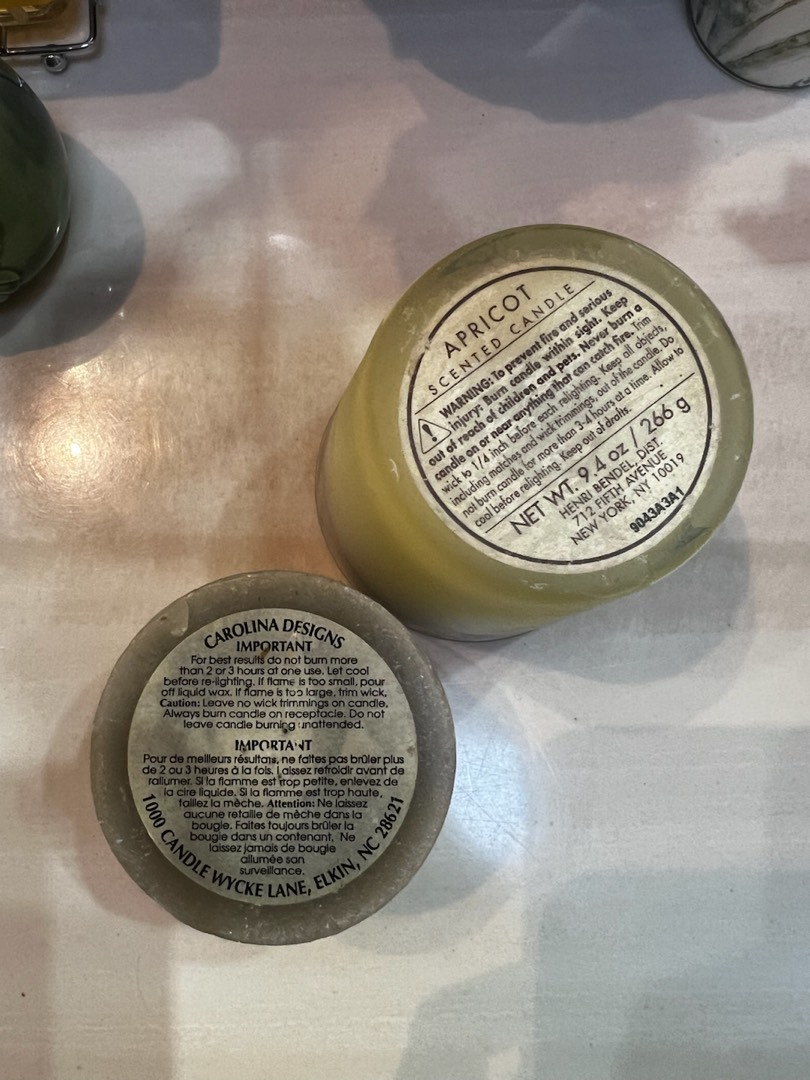 APRICOT
SCENTED CANDLE
WARNING: To prevent fire and serious
injury: Burn candle within sight. Keep
out of reach of children and pets. Never burn a
candle on or near anything that can catch fire. Trim
wick to 1/4 inch before each relighting. Keep all objects,
including matches and wick trimmings, out of the candle. Do
not burn candle for more than 3-4 hours at a time. Allow to
cool before relighting. Keep out of drafts.
NET WT. 9.4 oz / 266 g
HENRI BENDEL, DIST.
712 FIFTH AVENUE
NEW YORK, NY 10019
9043A3A1
CAROLINA DESIGNS
IMPORTANT
For best results do not burn more
than 2 or 3 hours at one use. Let cool
before re-lighting. If flame is too small, pour
off liquid wax. If flame is too large, trim wick,
Caution: Leave no wick trimmings on candle,
Always burn candle on receptacle. Do not
leave candle burning unattended.
IMPORTANT
Pour de meilleurs résultats, ne faites pas brûler plus
de 2 ou 3 heures à la fois. Laissez refroidir avant de
rallumer. Si la flamme est trop petite, enlevez de
la cire liquide. Si la flamme est trop haute,
taillez la mèche. Attention: Ne laissez
aucune retaille de mèche dans la
bougie. Faites toujours brûler la
bougie dans un contenant. Ne
laissez jamais de bougie
allumée san
surveillance.
1000 CANDLE WYCKE LANE, ELKIN, NC 28621